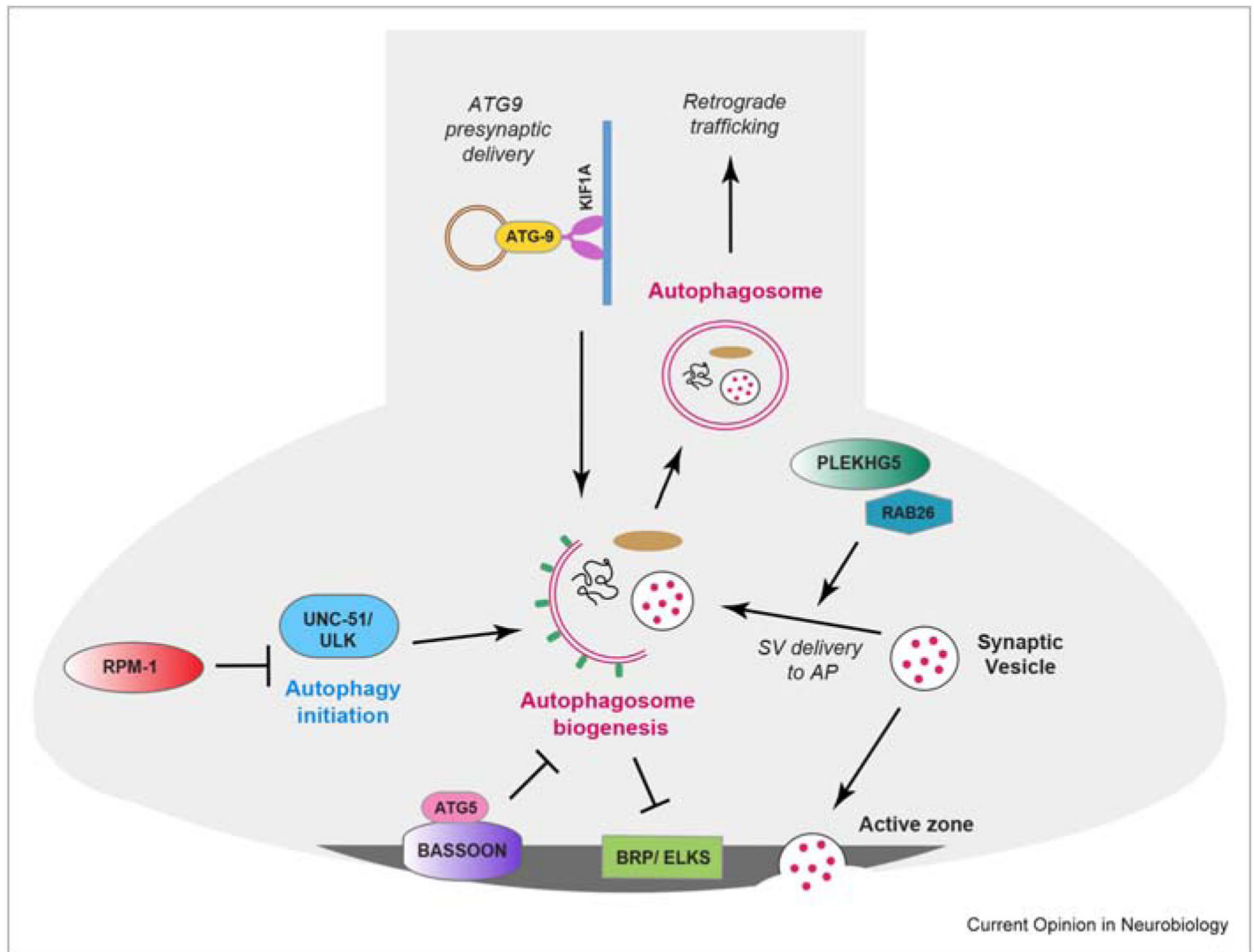 ATG9
presynaptic
delivery
Retrograde
trafficking
KIF1A
ATG-9
Autophagosome
PLEKHG5
RAB26
UNC-51/
ULK
RPM-1
Autophagy
initiation
SV delivery
to AP
Synaptic
Vesicle
Autophagosome
biogenesis
ATG5
BASSOON
BRP/ ELKS
Active zone
Current Opinion in Neurobiology